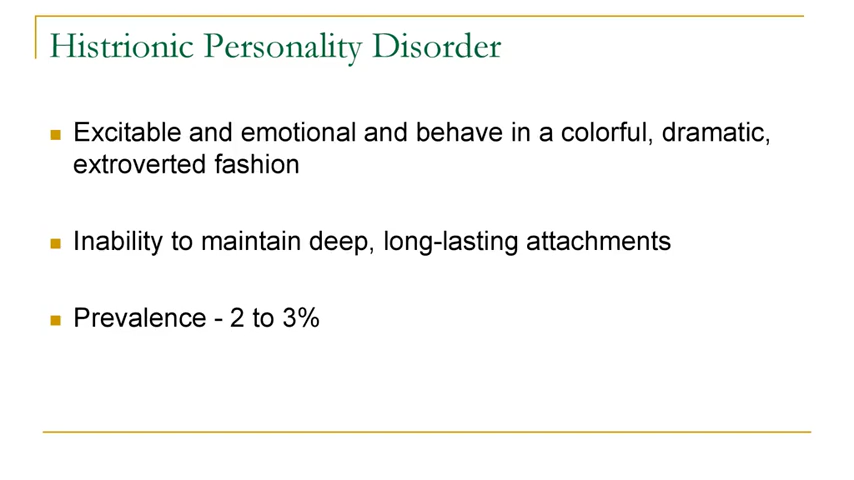 Histrionic Personality Disorder
Excitable and emotional and behave in a colorful, dramatic,
extroverted fashion
Inability to maintain deep, long-lasting attachments
Prevalence - 2 to 3%